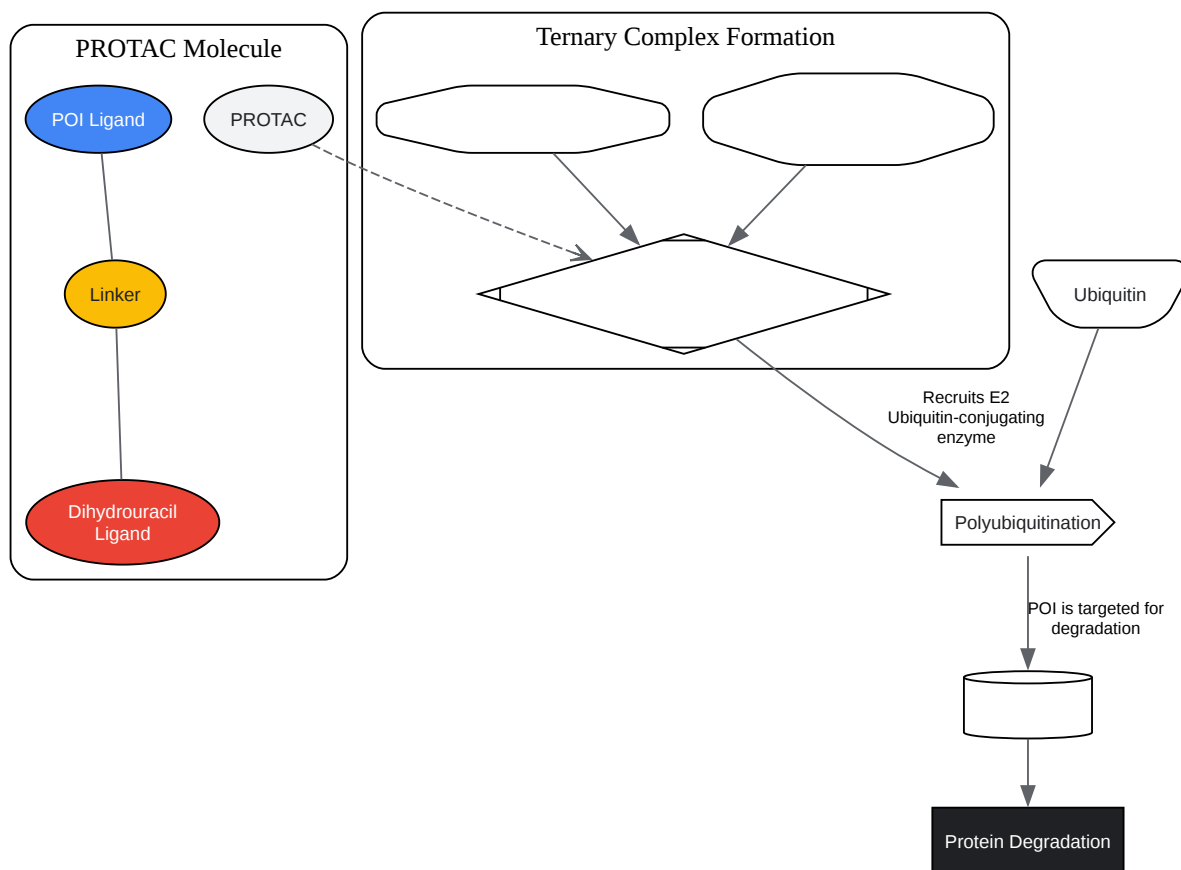 PROTAC Molecule
Ternary Complex Formation
POI Ligand
PROTAC
Linker
Ubiquitin
Recruits E2
Ubiquitin-conjugating
enzyme
Dihydrouracil
Ligand
Polyubiquitination
POI is targeted for
degradation
Protein Degradation